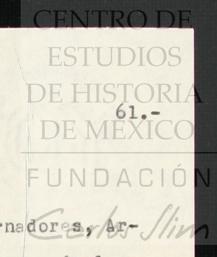 CENTRO DE
ESTUDIOS
DE HISTORIA
61.-
DE MÉXICO
FUNDACIÓN
rnadores, Ar-
Carlos Slim